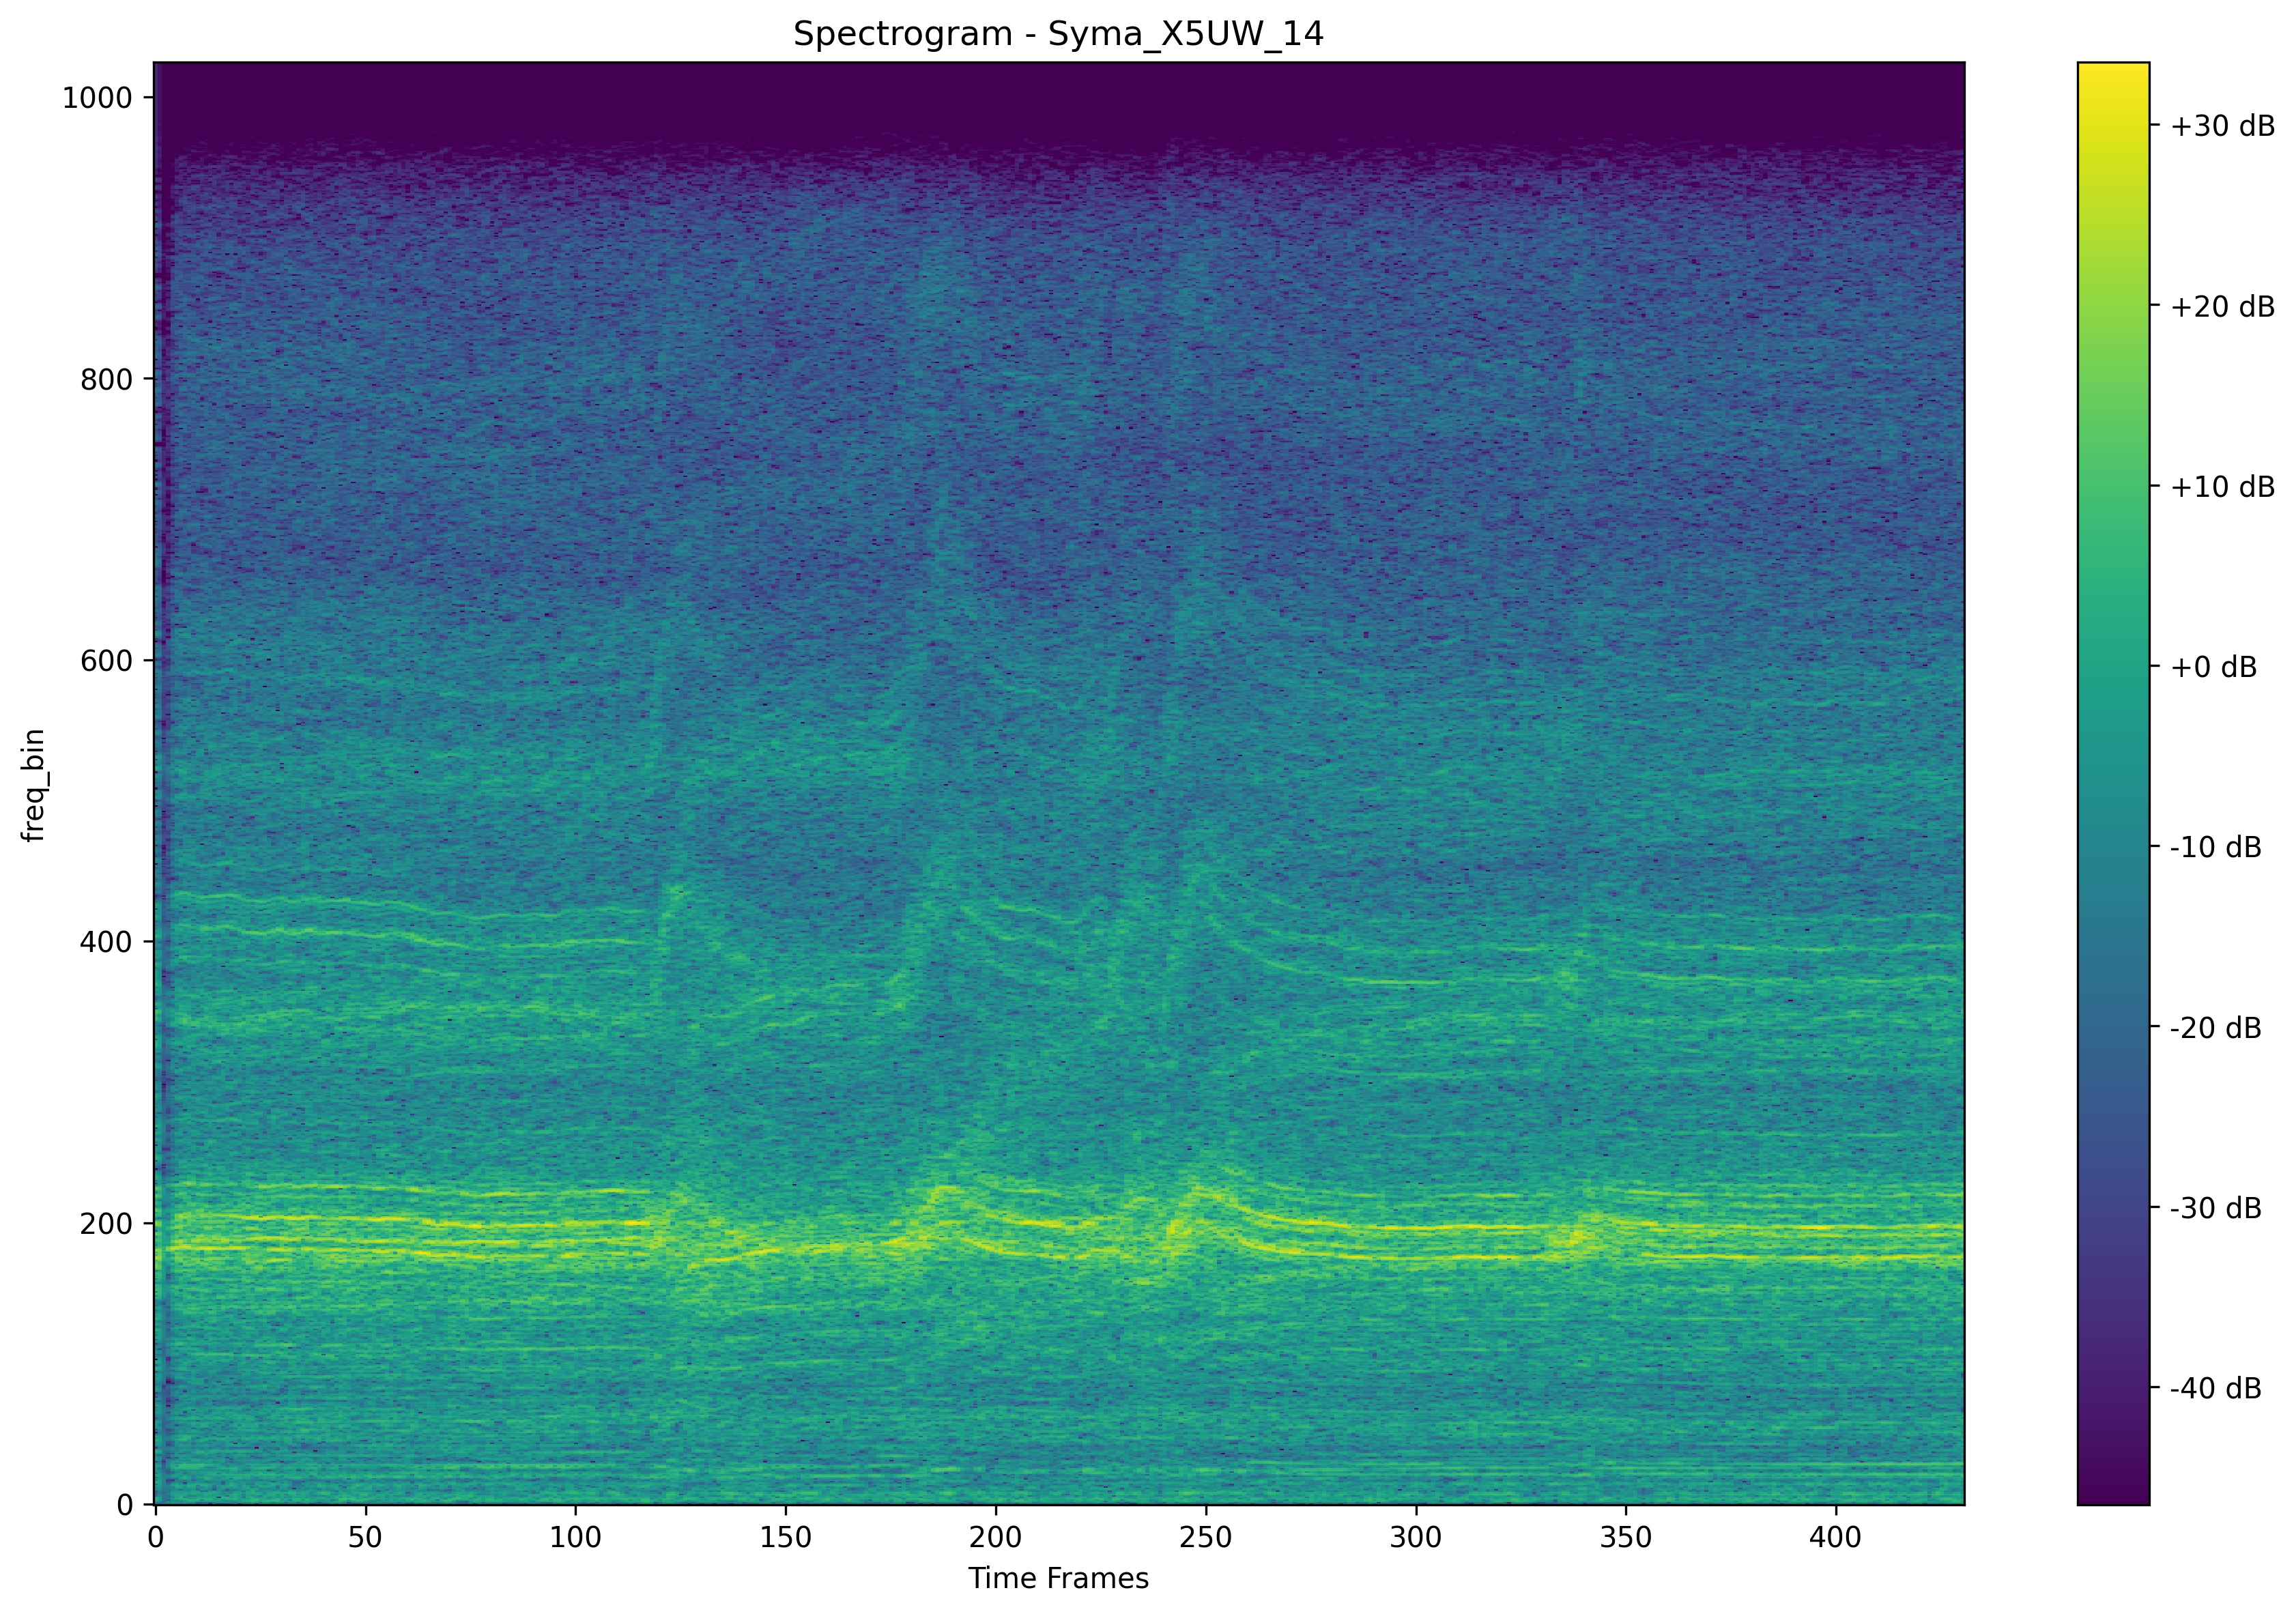 Spectrogram - Syma_X5UW_14
1000
800
600
400
200
0
freq_bin
0 50 100 150 200 250 300 350 400
Time Frames
+30 dB
+20 dB
+10 dB
+0 dB
-10 dB
-20 dB
-30 dB
-40 dB